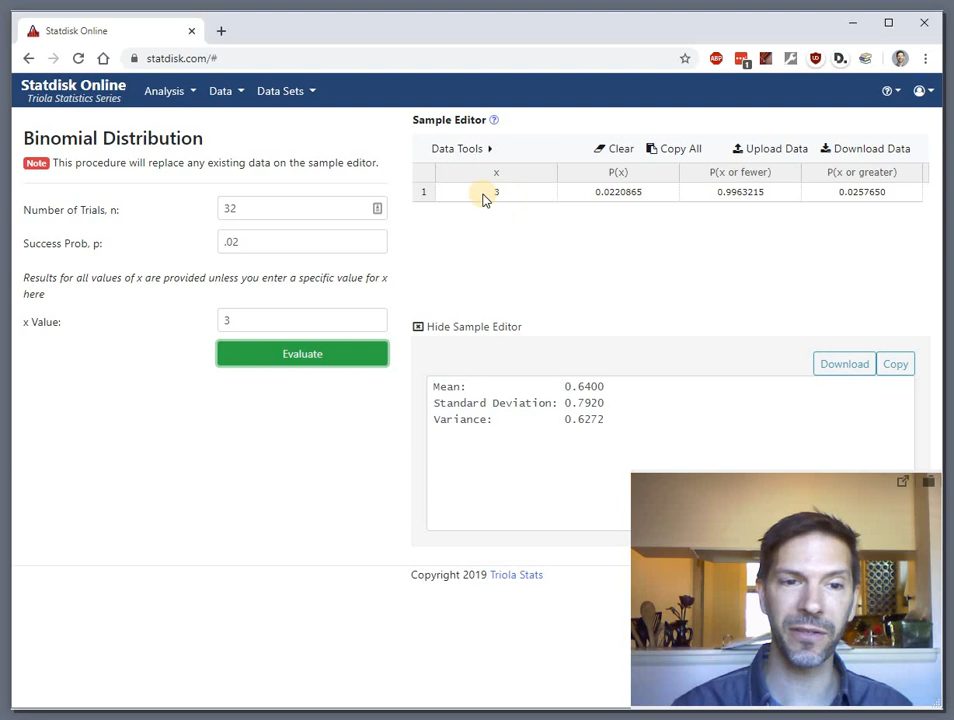 Statdisk Online
statdisk.com/#
ABP
1
UD
D.
Statdisk Online
Triola Statistics Series
Analysis
Data
Data Sets
Binomial Distribution
Note This procedure will replace any existing data on the sample editor.
Number of Trials, n:
32
Success Prob, p:
.02
Results for all values of x are provided unless you enter a specific value for x
here
x Value:
3
Evaluate
Sample Editor
Data Tools
Clear
Copy All
Upload Data
Download Data
x P(x) P(x or fewer) P(x or greater)
1 3 0.0220865 0.9963215 0.0257650
Hide Sample Editor
Download
Copy
Mean: 0.6400
Standard Deviation: 0.7920
Variance: 0.6272
Copyright 2019 Triola Stats